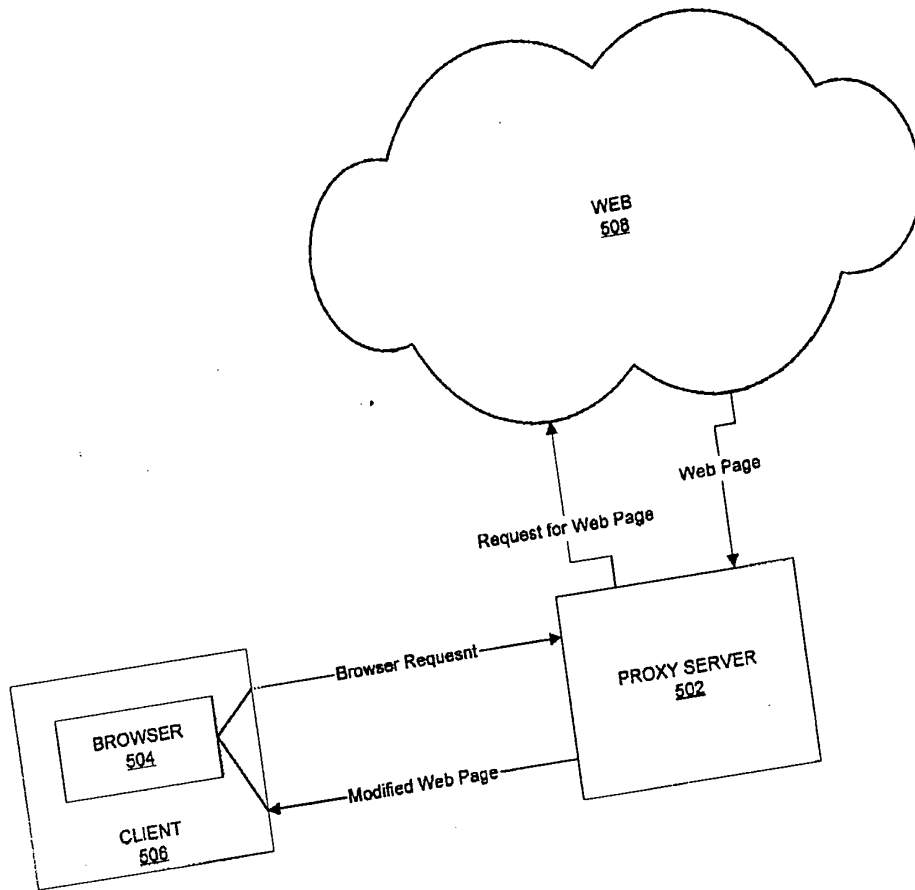 WEB
508
Web Page
Request for Web Page
Browser Requesnt
PROXY SERVER
502
BROWSER
504
Modified Web Page
CLIENT
506